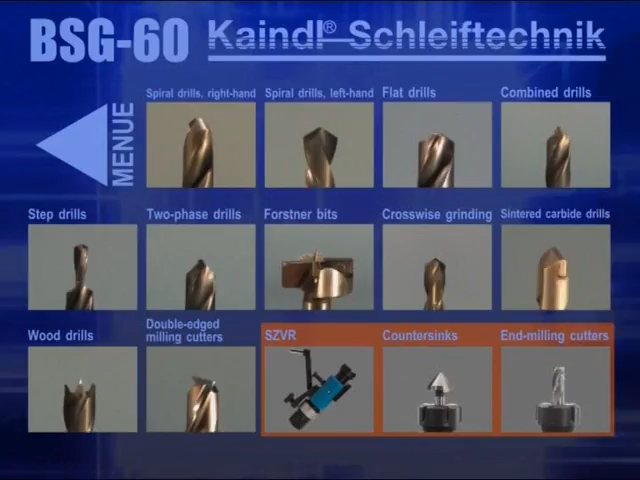 BSG-60 Kaindl® Schleiftechnik
MENUE
Spiral drills, right-hand
Spiral drills, left-hand
Flat drills
Combined drills
Step drills
Two-phase drills
Forstner bits
Crosswise grinding
Sintered carbide drills
Wood drills
Double-edged
milling cutters
SZVR
Countersinks
End-milling cutters